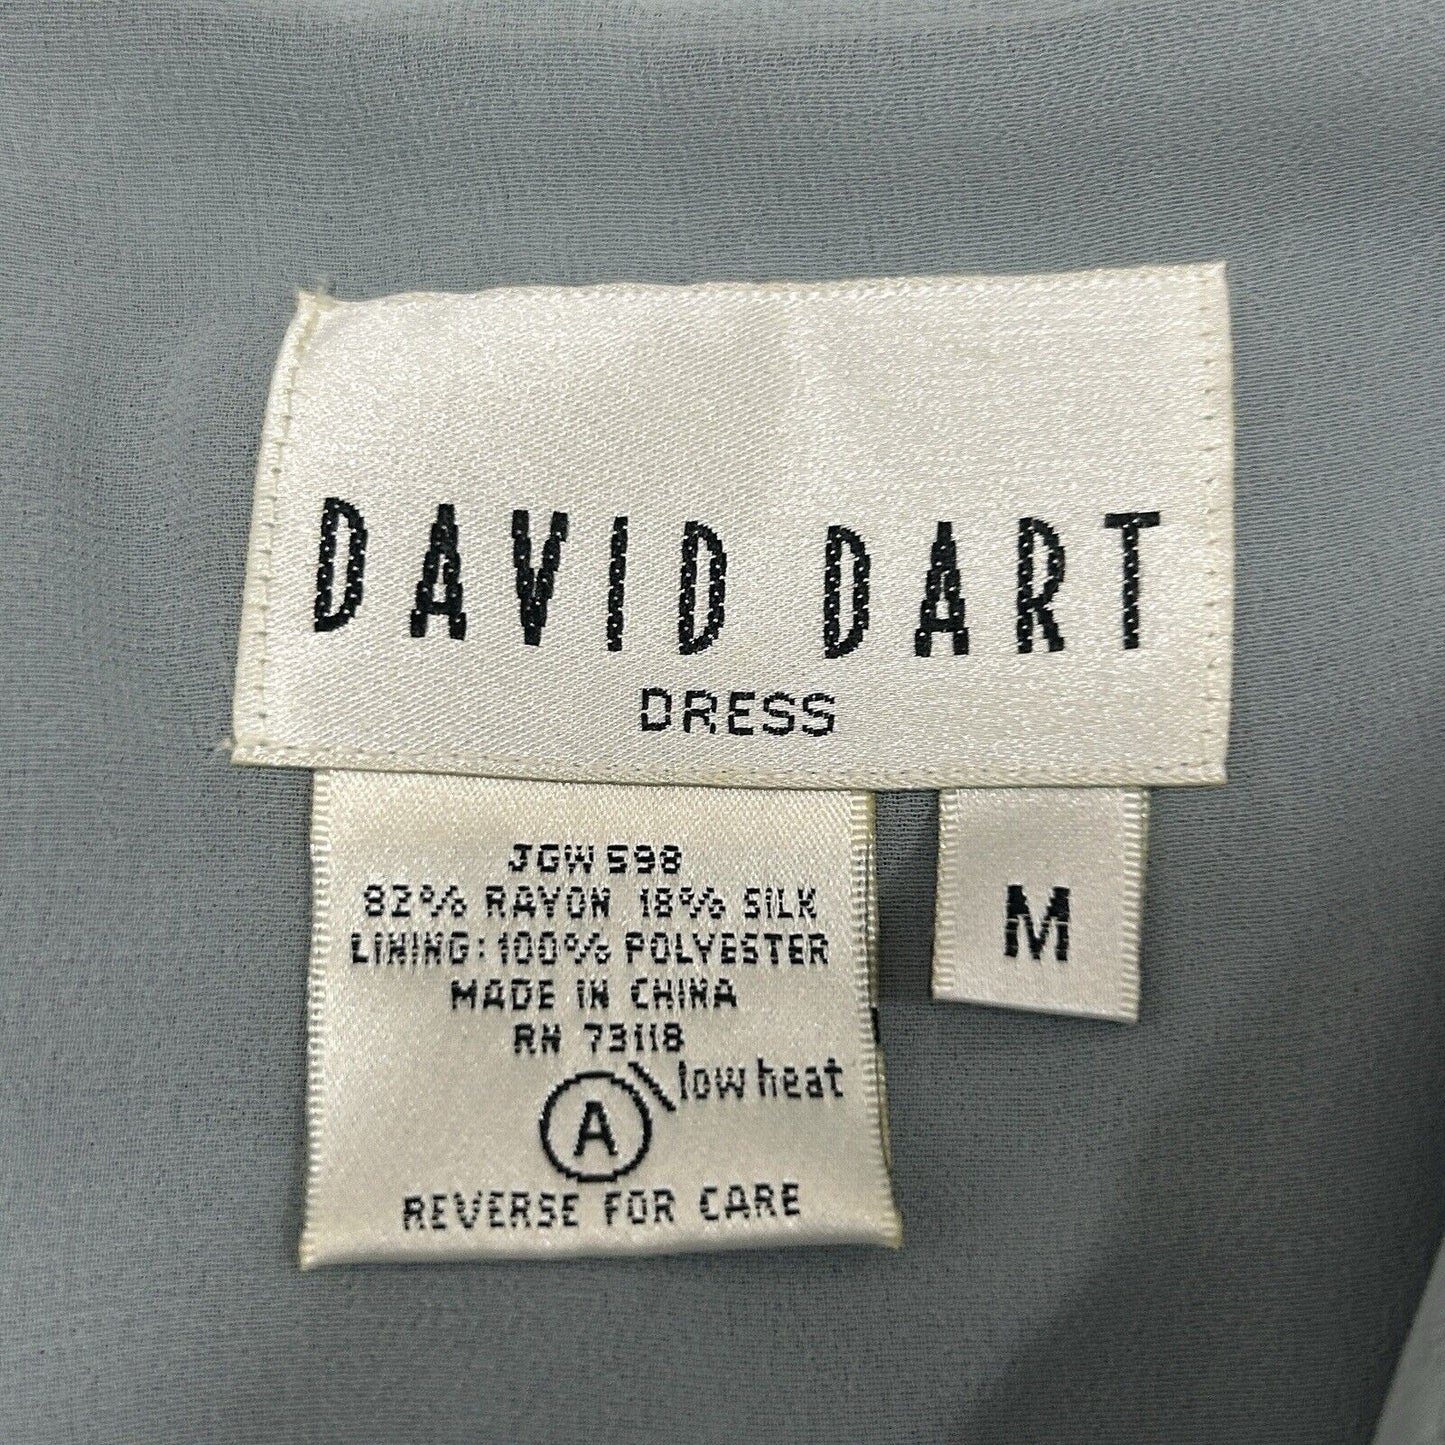 DAVID DART
DRESS
M
JGW 598
82% RAYON 18% SILK
LINING: 100% POLYESTER
MADE IN CHINA
RN 73118
low heat
A
REVERSE FOR CARE